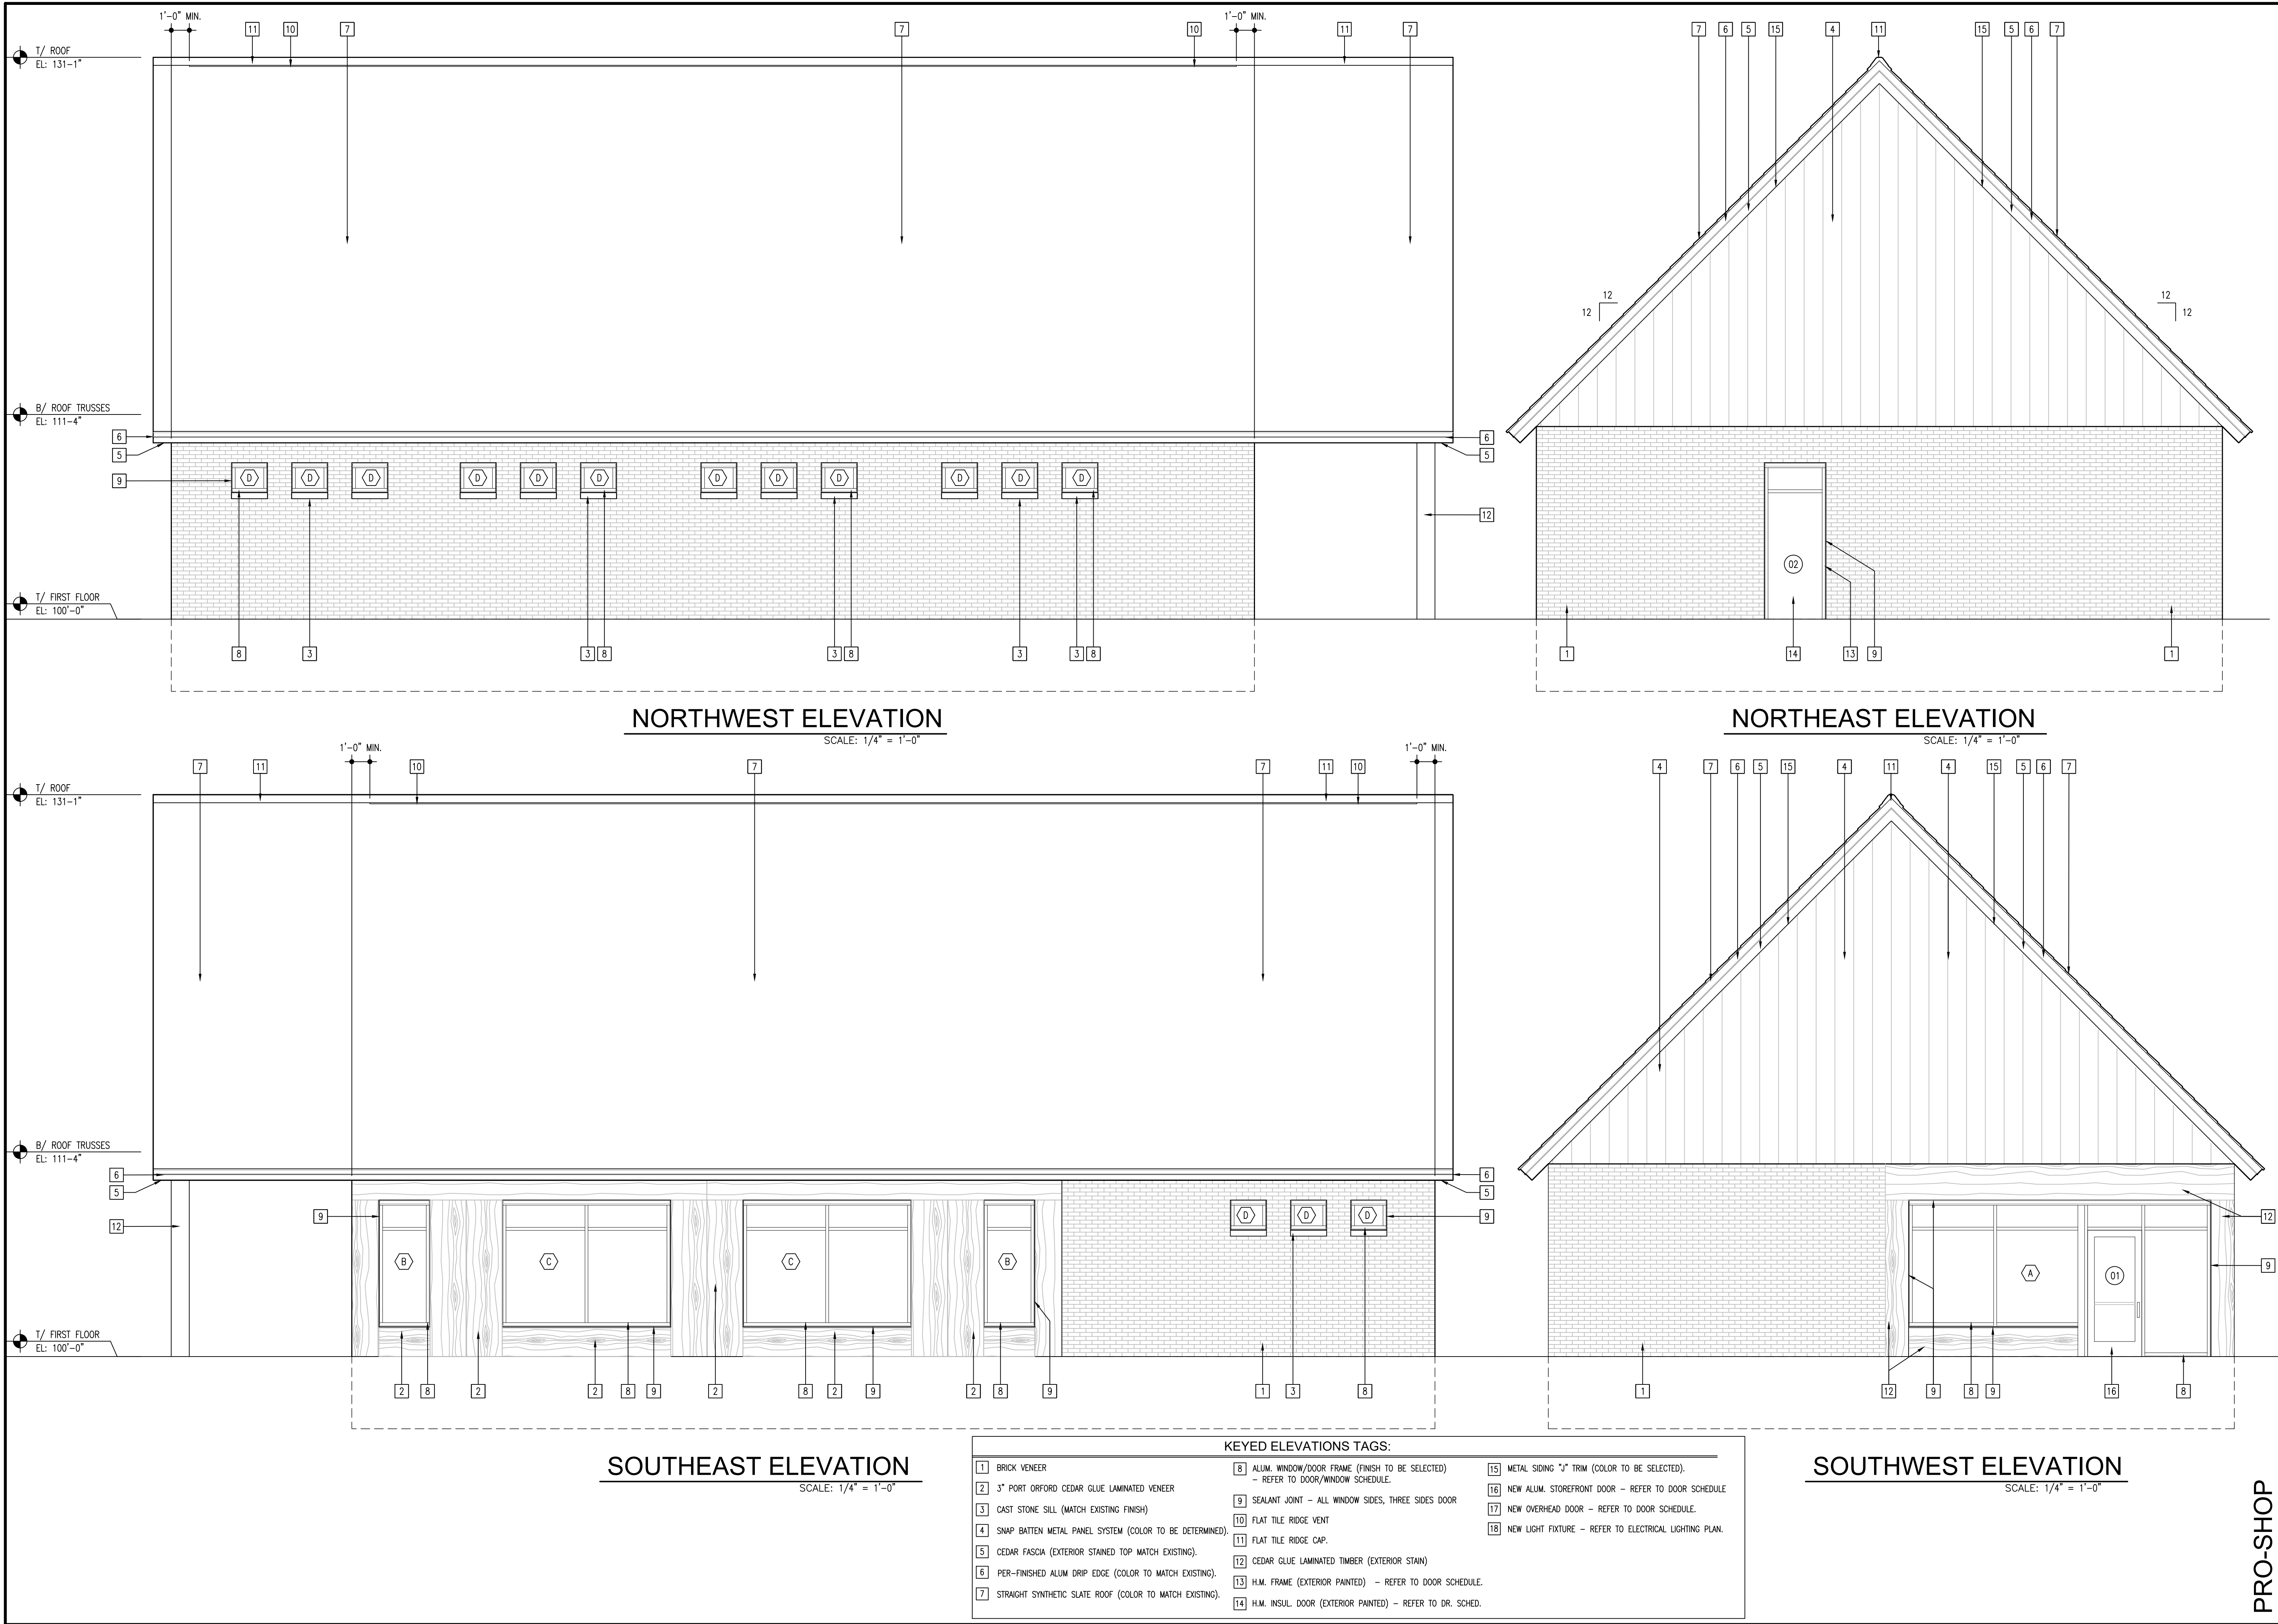 1'-0" MIN.
11
10
7
7
1'-0" MIN.
10
11
7
T/ ROOF
EL: 131-1"
B/ ROOF TRUSSES
EL: 111-4"
6
5
9
D
D
D
D
D
D
D
D
D
D
D
D
6
5
12
T/ FIRST FLOOR
EL: 100'-0"
8
3
3
8
3
8
3
3
8
NORTHWEST ELEVATION
SCALE: 1/4" = 1'-0"
7
6
5
15
4
11
15
5
6
7
12
12
12
12
02
1
14
13
9
1
NORTHEAST ELEVATION
SCALE: 1/4" = 1'-0"
1'-0" MIN.
7
11
10
7
1'-0" MIN.
7
11
10
T/ ROOF
EL: 131-1"
B/ ROOF TRUSSES
EL: 111-4"
6
5
12
9
B
C
C
B
D
D
D
6
5
9
T/ FIRST FLOOR
EL: 100'-0"
2
8
2
2
8
9
2
8
2
9
2
8
9
1
3
8
SOUTHEAST ELEVATION
SCALE: 1/4" = 1'-0"
4
7
6
5
15
4
11
4
15
5
6
7
12
9
A
01
1
12
9
8
9
16
8
SOUTHWEST ELEVATION
SCALE: 1/4" = 1'-0"
KEYED ELEVATIONS TAGS:
1 BRICK VENEER
2 3" PORT ORFORD CEDAR GLUE LAMINATED VENEER
3 CAST STONE SILL (MATCH EXISTING FINISH)
4 SNAP BATTEN METAL PANEL SYSTEM (COLOR TO BE DETERMINED).
5 CEDAR FASCIA (EXTERIOR STAINED TOP MATCH EXISTING).
6 PER-FINISHED ALUM DRIP EDGE (COLOR TO MATCH EXISTING).
7 STRAIGHT SYNTHETIC SLATE ROOF (COLOR TO MATCH EXISTING).
8 ALUM. WINDOW/DOOR FRAME (FINISH TO BE SELECTED)
- REFER TO DOOR/WINDOW SCHEDULE.
9 SEALANT JOINT - ALL WINDOW SIDES, THREE SIDES DOOR
10 FLAT TILE RIDGE VENT
11 FLAT TILE RIDGE CAP.
12 CEDAR GLUE LAMINATED TIMBER (EXTERIOR STAIN)
13 H.M. FRAME (EXTERIOR PAINTED) - REFER TO DOOR SCHEDULE.
14 H.M. INSUL. DOOR (EXTERIOR PAINTED) - REFER TO DR. SCHED.
15 METAL SIDING "J" TRIM (COLOR TO BE SELECTED).
16 NEW ALUM. STOREFRONT DOOR - REFER TO DOOR SCHEDULE
17 NEW OVERHEAD DOOR - REFER TO DOOR SCHEDULE.
18 NEW LIGHT FIXTURE - REFER TO ELECTRICAL LIGHTING PLAN.
PRO-SHOP